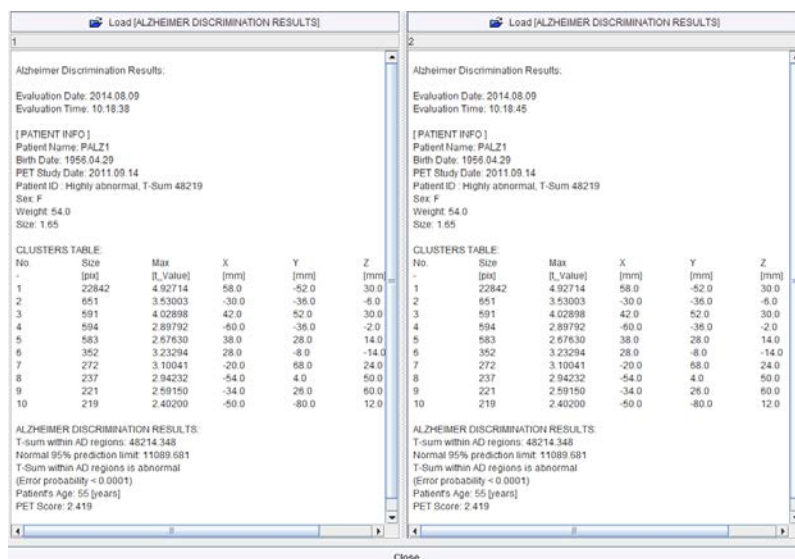 Load [ALZHEIMER DISCRIMINATION RESULTS]
1
Alzheimer Discrimination Results:
Evaluation Date: 2014.08.09
Evaluation Time: 10:18:38
[ PATIENT INFO ]
Patient Name: PALZ1
Birth Date: 1956.04.29
PET Study Date: 2011.09.14
Patient ID : Highly abnormal, T-Sum 48219
Sex: F
Weight: 54.0
Size: 1.65
CLUSTERS TABLE:
No. Size Max X Y Z
- [pix] [t_Value] [mm] [mm] [mm]
1 22842 4.92714 58.0 -52.0 30.0
2 651 3.53003 -30.0 -36.0 -6.0
3 591 4.02898 42.0 52.0 30.0
4 594 2.89792 -60.0 -36.0 -2.0
5 583 2.67630 38.0 28.0 14.0
6 352 3.23294 28.0 -8.0 -14.0
7 272 3.10041 -20.0 68.0 24.0
8 237 2.94232 -54.0 4.0 50.0
9 221 2.59150 -34.0 26.0 60.0
10 219 2.40200 -50.0 -80.0 12.0
ALZHEIMER DISCRIMINATION RESULTS:
T-sum within AD regions: 48214.348
Normal 95% prediction limit: 11089.681
T-Sum within AD regions is abnormal
(Error probability < 0.0001)
Patient's Age: 55 [years]
PET Score: 2.419
Load [ALZHEIMER DISCRIMINATION RESULTS]
2
Alzheimer Discrimination Results:
Evaluation Date: 2014.08.09
Evaluation Time: 10:18:45
[ PATIENT INFO ]
Patient Name: PALZ1
Birth Date: 1956.04.29
PET Study Date: 2011.09.14
Patient ID : Highly abnormal, T-Sum 48219
Sex: F
Weight: 54.0
Size: 1.65
CLUSTERS TABLE:
No. Size Max X Y Z
- [pix] [t_Value] [mm] [mm] [mm]
1 22842 4.92714 58.0 -52.0 30.0
2 651 3.53003 -30.0 -36.0 -6.0
3 591 4.02898 42.0 52.0 30.0
4 594 2.89792 -60.0 -36.0 -2.0
5 583 2.67630 38.0 28.0 14.0
6 352 3.23294 28.0 -8.0 -14.0
7 272 3.10041 -20.0 68.0 24.0
8 237 2.94232 -54.0 4.0 50.0
9 221 2.59150 -34.0 26.0 60.0
10 219 2.40200 -50.0 -80.0 12.0
ALZHEIMER DISCRIMINATION RESULTS:
T-sum within AD regions: 48214.348
Normal 95% prediction limit: 11089.681
T-Sum within AD regions is abnormal
(Error probability < 0.0001)
Patient's Age: 55 [years]
PET Score: 2.419
Close